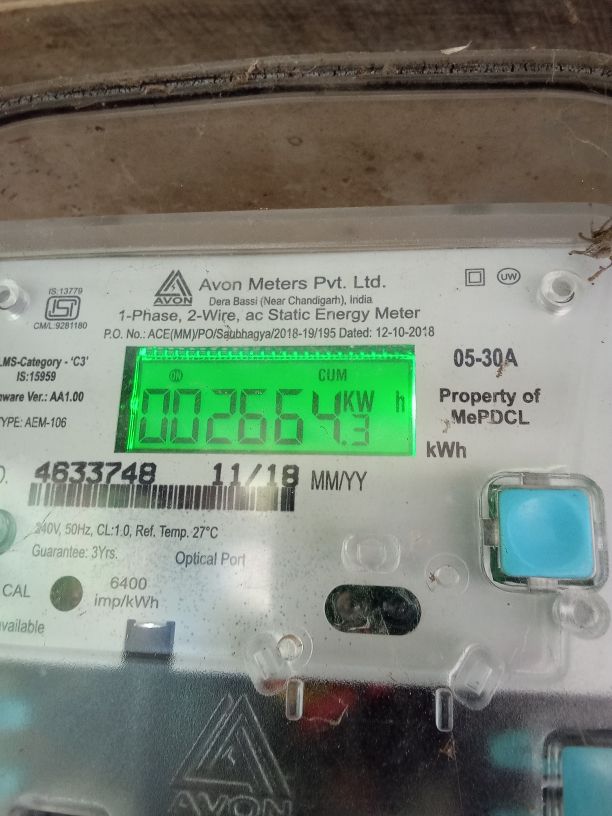 IS:13779
ISI
CM/L:9281180
AVON
Avon Meters Pvt. Ltd.
Dera Bassi (Near Chandigarh), India
1-Phase, 2-Wire, ac Static Energy Meter
P.O. No.: ACE(MM)/PO/Saubhagya/2018-19/195 Dated: 12-10-2018
UW
LMS-Category - 'C3'
IS:15959
ware Ver.: AA1.00
TYPE: AEM-106
ON CUM
002664.3 KW h
05-30A
Property of
MePDCL
kWh
O. 4633748 11/18 MM/YY
240V, 50Hz, CL:1.0, Ref. Temp. 27°C
Guarantee: 3Yrs.
Optical Port
CAL
6400
imp/kWh
available
AVON